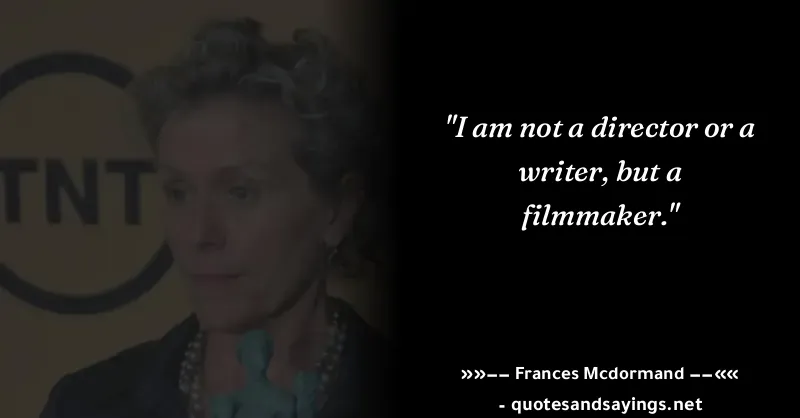 TNT
"I am not a director or a
writer, but a
filmmaker."
»»−− Frances Mcdormand −−««
- quotesandsayings.net